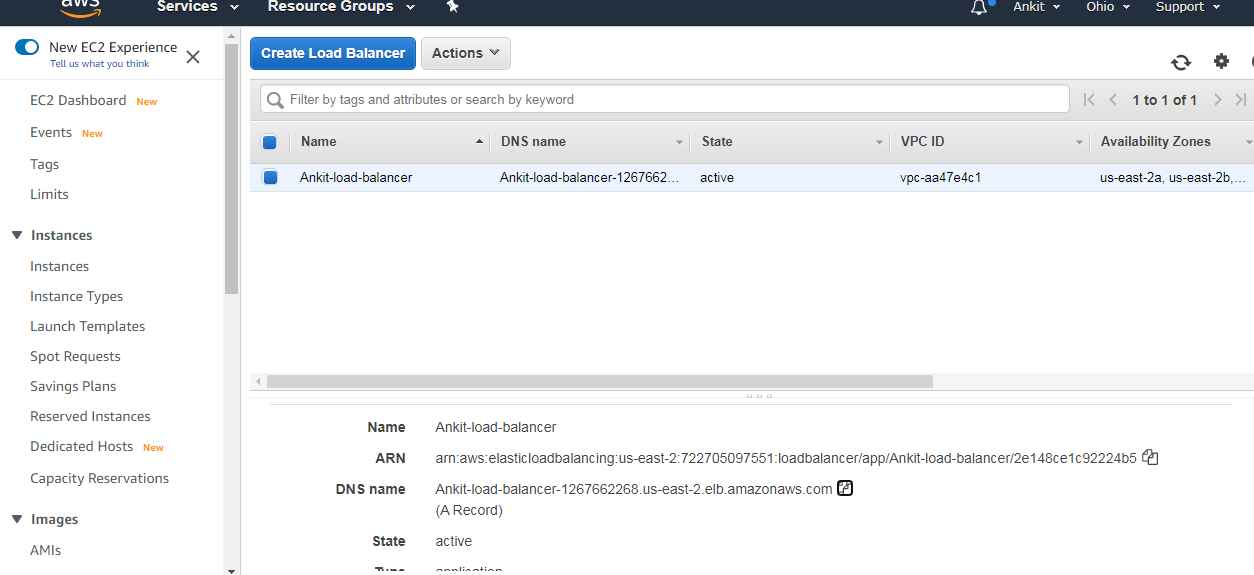 aws Services Resource Groups Ankit Ohio Support
New EC2 Experience
Tell us what you think
EC2 Dashboard New
Events New
Tags
Limits
Instances
Instances
Instance Types
Launch Templates
Spot Requests
Savings Plans
Reserved Instances
Dedicated Hosts New
Capacity Reservations
Images
AMIs
Create Load Balancer Actions
Filter by tags and attributes or search by keyword 1 to 1 of 1
Name DNS name State VPC ID Availability Zones
Ankit-load-balancer Ankit-load-balancer-1267662... active vpc-aa47e4c1 us-east-2a, us-east-2b,...
Name Ankit-load-balancer
ARN arn:aws:elasticloadbalancing:us-east-2:722705097551:loadbalancer/app/Ankit-load-balancer/2e148ce1c92224b5
DNS name Ankit-load-balancer-1267662268.us-east-2.elb.amazonaws.com
(A Record)
State active
Type application